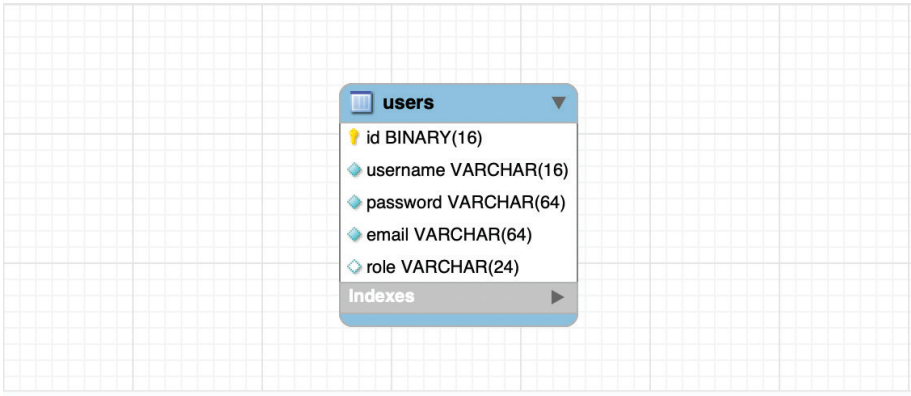 users
id BINARY(16)
username VARCHAR(16)
password VARCHAR(64)
email VARCHAR(64)
role VARCHAR(24)
Indexes